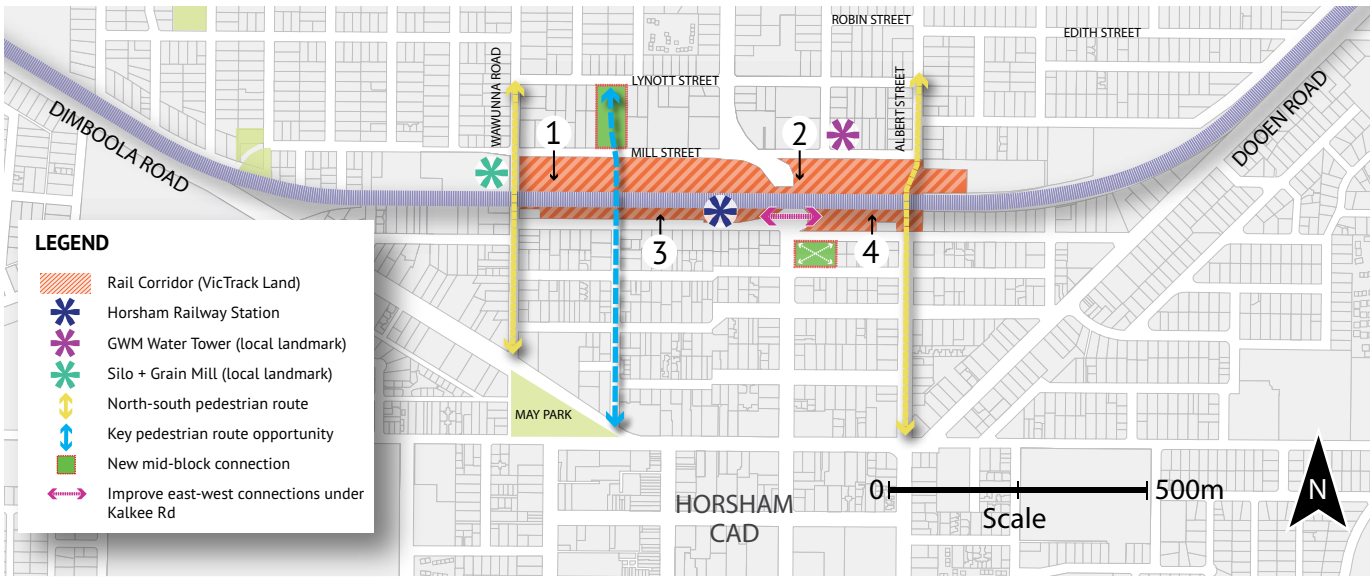 ROBIN STREET
EDITH STREET
WAWUNNA ROAD
LYNOTT STREET
ALBERT STREET
DIMBOOLA ROAD
DOOEN ROAD
1
2
MILL STREET
3
4
LEGEND
Rail Corridor (VicTrack Land)
Horsham Railway Station
GWM Water Tower (local landmark)
Silo + Grain Mill (local landmark)
North-south pedestrian route
Key pedestrian route opportunity
New mid-block connection
Improve east-west connections under
Kalkee Rd
MAY PARK
HORSHAM
CAD
0
500m
Scale
N